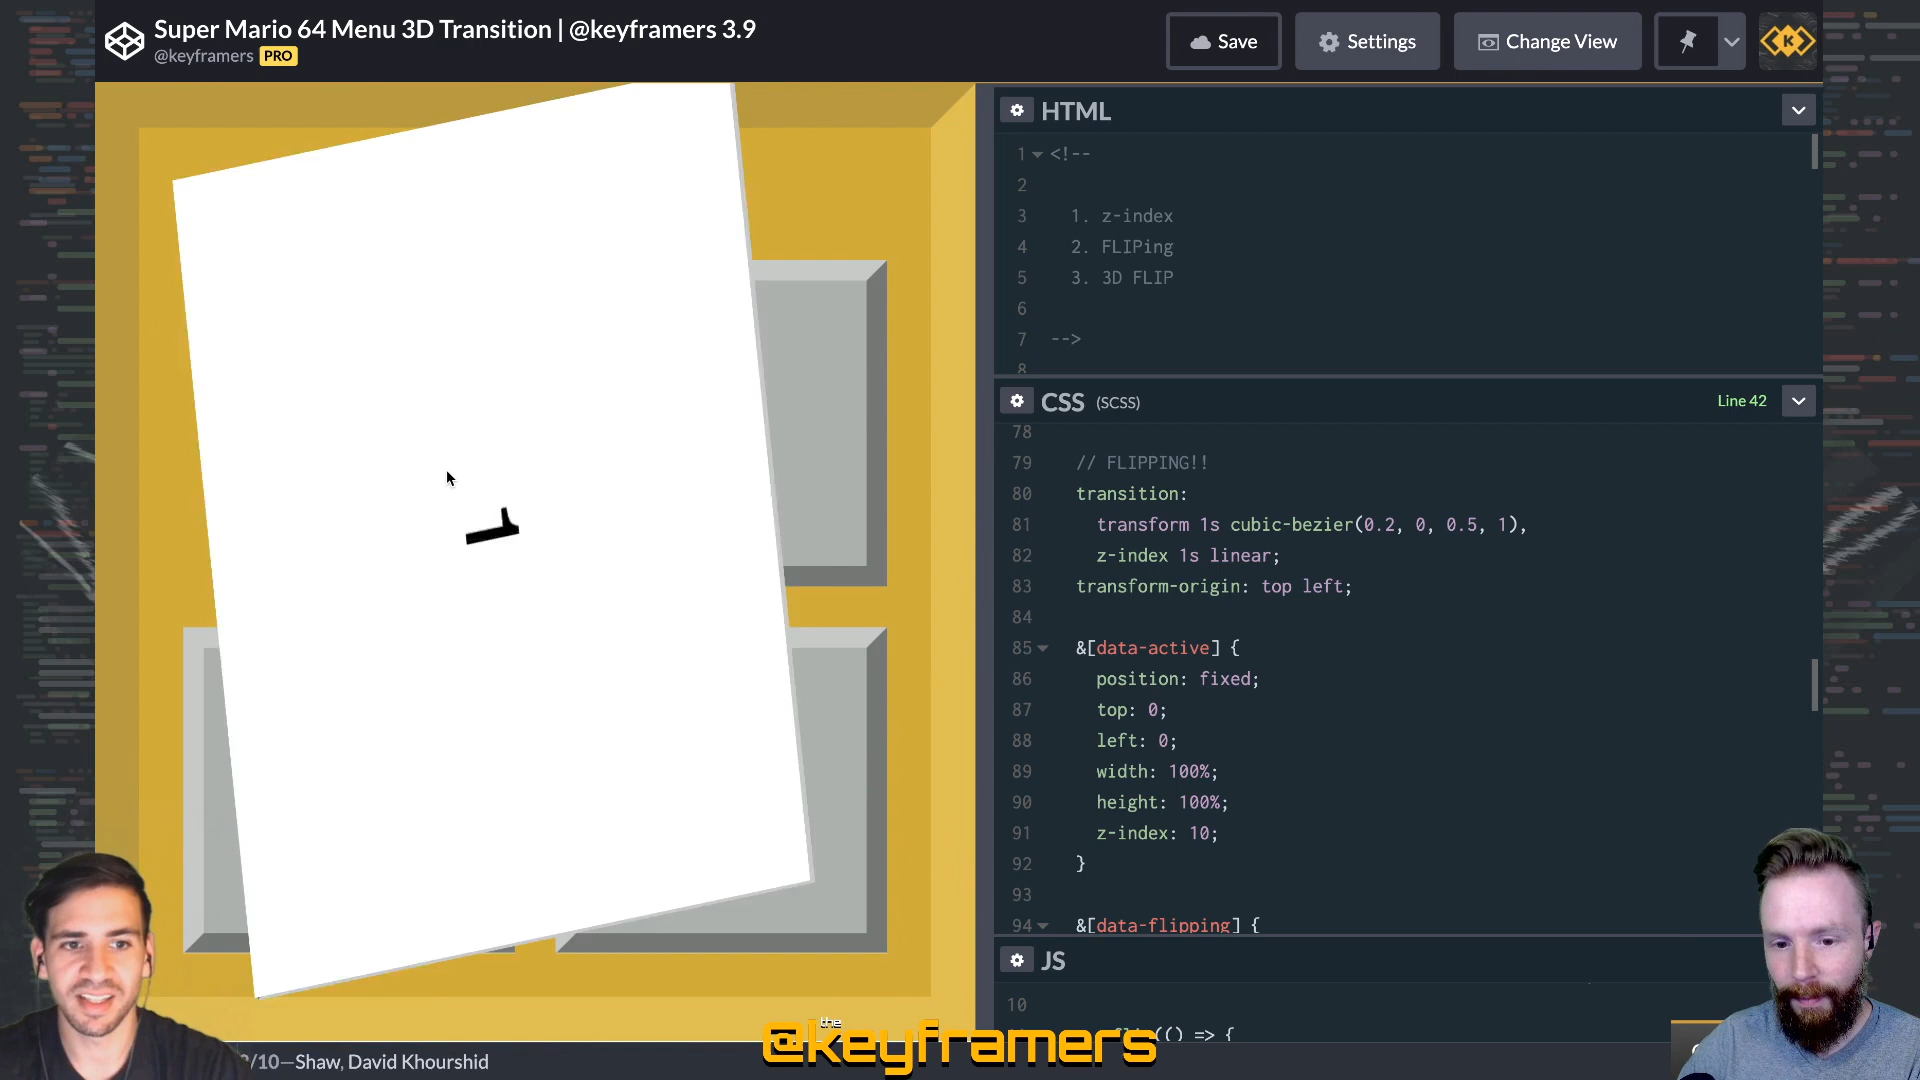 Super Mario 64 Menu 3D Transition | @keyframers 3.9
@keyframers PRO
Save
Settings
Change View
K
HTML
1 <!--
2
3 1. z-index
4 2. FLIPing
5 3. 3D FLIP
6
7 -->
8
CSS (SCSS)
Line 42
78
79 // FLIPPING!!
80 transition:
81 transform 1s cubic-bezier(0.2, 0, 0.5, 1),
82 z-index 1s linear;
83 transform-origin: top left;
84
85 &[data-active] {
86 position: fixed;
87 top: 0;
88 left: 0;
89 width: 100%;
90 height: 100%;
91 z-index: 10;
92 }
93
94 &[data-flipping] {
JS
10
(() => {
1
the
@keyframers
/10—Shaw, David Khourshid